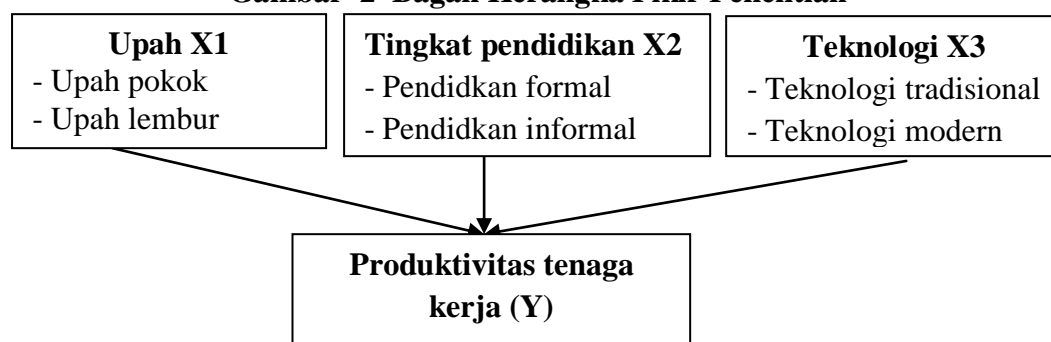 Gambar 2 Bagan Kerangka Pikir Penelitian
Upah X1
- Upah pokok
- Upah lembur
Tingkat pendidikan X2
- Pendidkan formal
- Pendidkan informal
Teknologi X3
- Teknologi tradisional
- Teknologi modern
Produktivitas tenaga
kerja (Y)